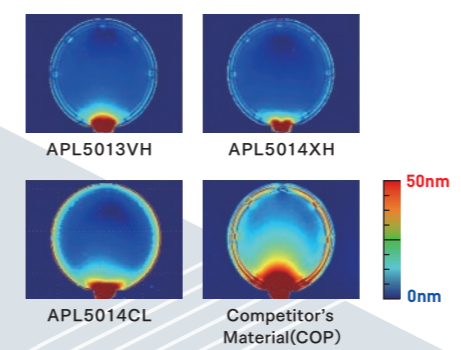 APL5013VH
APL5014XH
50nm
0nm
APL5014CL
Competitor's
Material(COP)